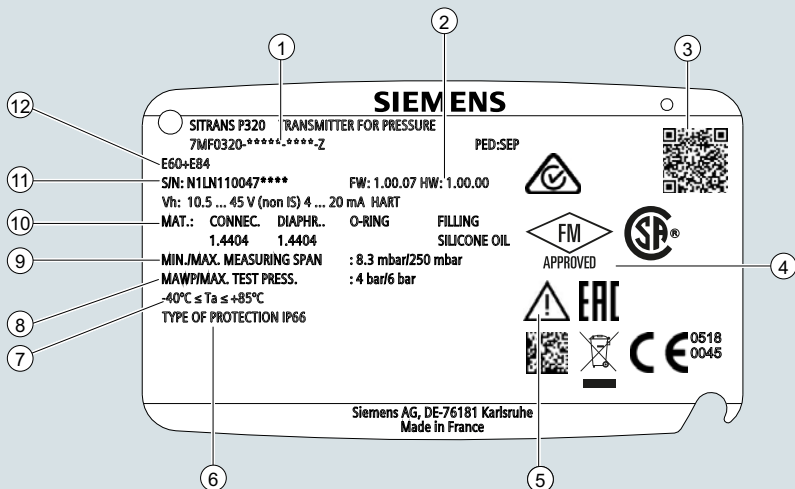 1
2
3
12
SIEMENS
SITRANS P320 TRANSMITTER FOR PRESSURE
7MF0320-*****-****-Z PED:SEP
E60+E84
11
S/N: N1LN110047**** FW: 1.00.07 HW: 1.00.00
Vh: 10.5 ... 45 V (non IS) 4 ... 20 mA HART
10
MAT.: CONNEC. DIAPHR.. O-RING FILLING
1.4404 1.4404 SILICONE OIL
FM
APPROVED
SA®
9
MIN./MAX. MEASURING SPAN : 8.3 mbar/250 mbar
4
8
MAWP/MAX. TEST PRESS. : 4 bar/6 bar
7
-40°C ≤ Ta ≤ +85°C
TYPE OF PROTECTION IP66
EAC
CE 0518
0045
Siemens AG, DE-76181 Karlsruhe
Made in France
6
5